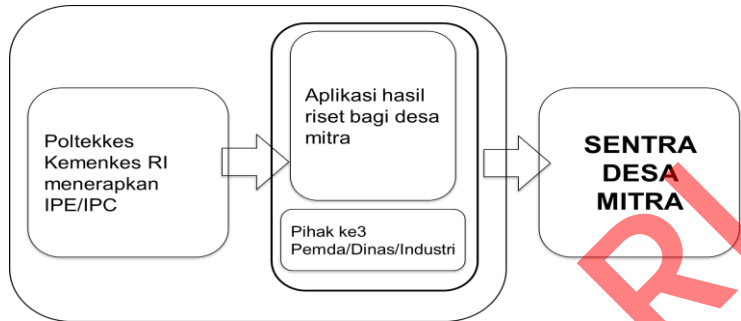 Poltekkes
Kemenkes RI
menerapkan
IPE/IPC
Aplikasi hasil
riset bagi desa
mitra
Pihak ke3
Pemda/Dinas/Industri
SENTRA
DESA
MITRA
RI